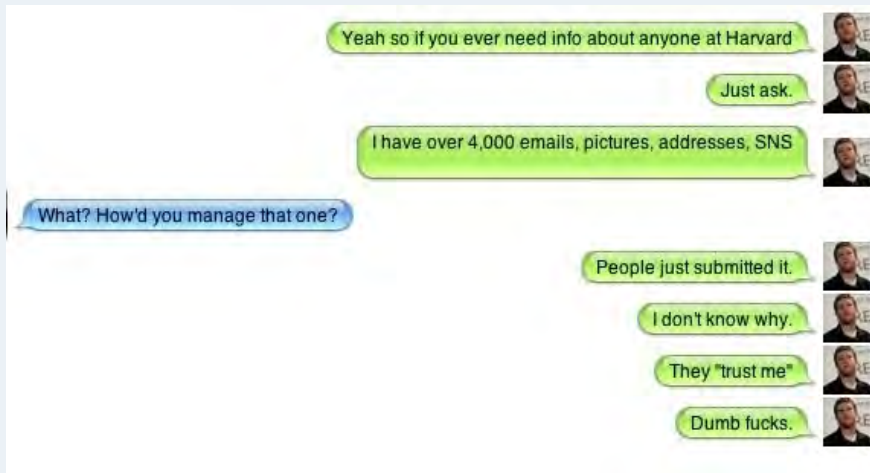 Yeah so if you ever need info about anyone at Harvard
Just ask.
I have over 4,000 emails, pictures, addresses, SNS
What? How'd you manage that one?
People just submitted it.
I don't know why.
They "trust me"
Dumb fucks.